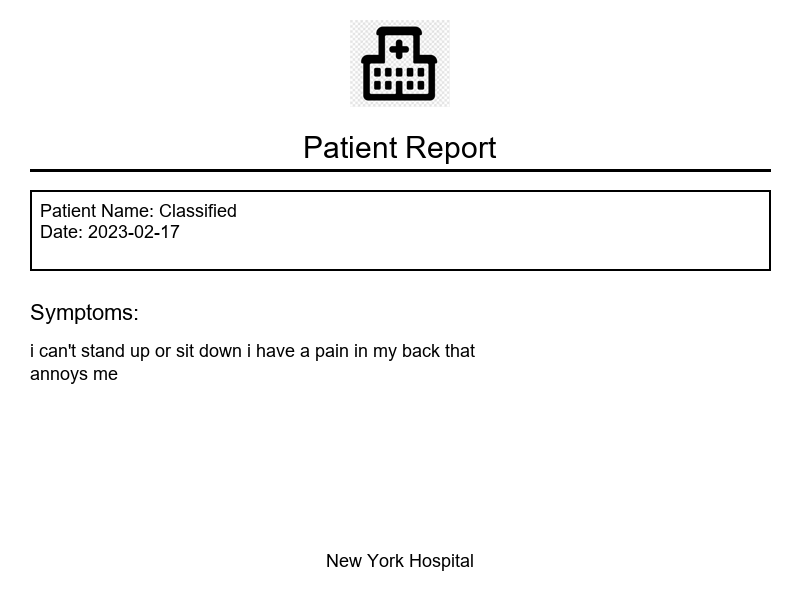 Patient Report
Patient Name: Classified
Date: 2023-02-17
Symptoms:
i can't stand up or sit down i have a pain in my back that
annoys me
New York Hospital